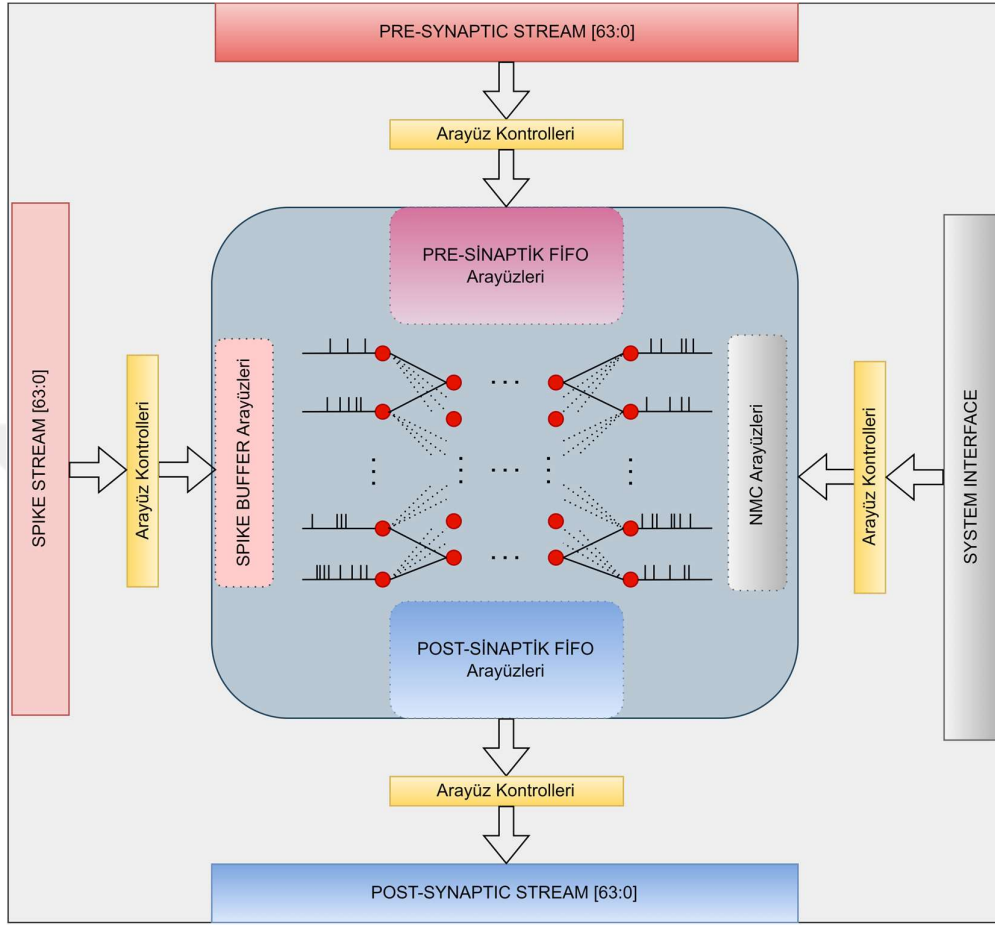 PRE-SYNAPTIC STREAM [63:0]
Arayüz Kontrolleri
PRE-SİNAPTİK FİFO
Arayüzleri
SPIKE STREAM [63:0]
Arayüz Kontrolleri
SPIKE BUFFER Arayüzleri
NMC Arayüzleri
Arayüz Kontrolleri
SYSTEM INTERFACE
POST-SİNAPTİK FİFO
Arayüzleri
Arayüz Kontrolleri
POST-SYNAPTIC STREAM [63:0]